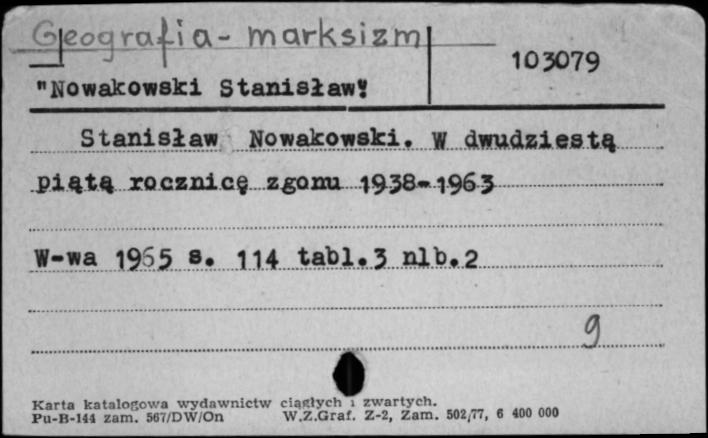 Geografia - marksizm
103079
"Nowakowski Stanisław"
Stanisław Nowakowski. W dwudziestą
piątą rocznicę zgonu 1938-1963
W-wa 1965 s. 114 tabl.3 nlb.2
9
Karta katalogowa wydawnictw ciągłych i zwartych.
Pu-B-144 zam. 567/DW/On W.Z.Graf. Z-2, Zam. 502/77, 6 400 000